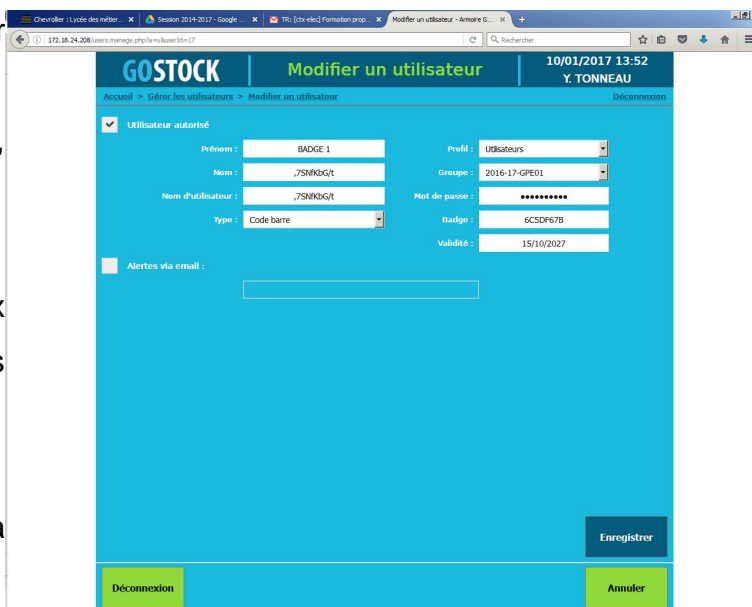 Chevrollier : Lycée des métier... Session 2014-2017 - Google ... TR: [ctx-elec] Formation prop... Modifier un utilisateur - Armoire G...
172.18.24.208/users.manage.php?a=u&userId=17 Rechercher
GOSTOCK Modifier un utilisateur 10/01/2017 13:52
Y. TONNEAU
Accueil > Gérer les utilisateurs > Modifier un utilisateur Déconnexion
Utilisateur autorisé
Prénom : BADGE 1 Profil : Utilisateurs
Nom : ,7SNfKbG/t Groupe : 2016-17-GPE01
Nom d'utilisateur : ,7SNfKbG/t Mot de passe : ••••••••••
Type : Code barre Badge : 6C5DF67B
Validité : 15/10/2027
Alertes via email :
Enregistrer
Déconnexion Annuler